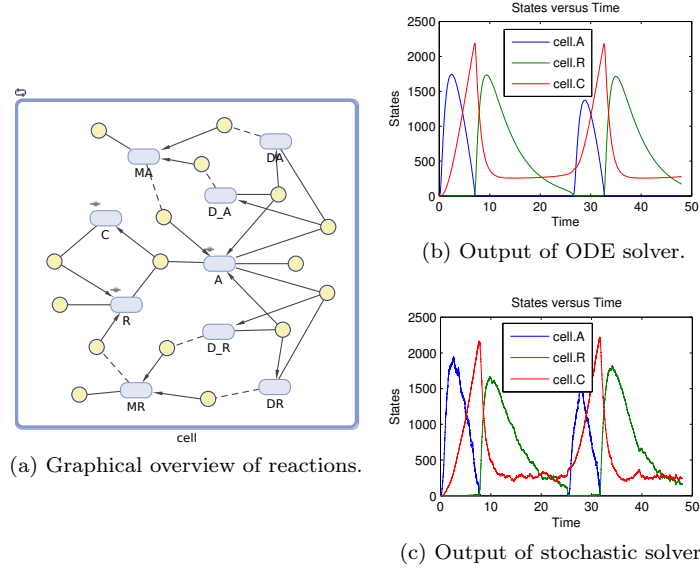 MA
DA
D_A
C
A
R
D_R
MR
DR
cell
(a) Graphical overview of reactions.
States versus Time
2500
2000
1500
1000
500
0
States
cell.A
cell.R
cell.C
0 10 20 30 40 50
Time
(b) Output of ODE solver.
States versus Time
2500
2000
1500
1000
500
0
States
cell.A
cell.R
cell.C
0 10 20 30 40 50
Time
(c) Output of stochastic solver